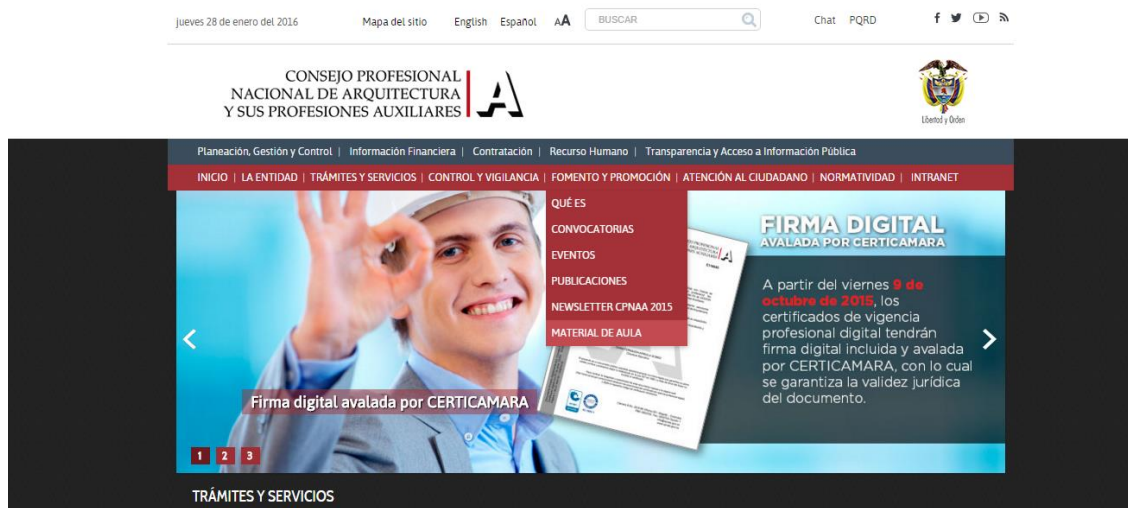 jueves 28 de enero del 2016 Mapa del sitio English Español AA BUSCAR Chat PQRD
CONSEJO PROFESIONAL
NACIONAL DE ARQUITECTURA
Y SUS PROFESIONES AUXILIARES
Libertad y Orden
Planeación, Gestión y Control | Información Financiera | Contratación | Recurso Humano | Transparencia y Acceso a Información Pública
INICIO | LA ENTIDAD | TRÁMITES Y SERVICIOS | CONTROL Y VIGILANCIA | FOMENTO Y PROMOCIÓN | ATENCIÓN AL CIUDADANO | NORMATIVIDAD | INTRANET
QUÉ ES
CONVOCATORIAS
EVENTOS
PUBLICACIONES
NEWSLETTER CPNAA 2015
MATERIAL DE AULA
FIRMA DIGITAL
AVALADA POR CERTICAMARA
A partir del viernes 9 de
octubre de 2015, los
certificados de vigencia
profesional digital tendrán
firma digital incluida y avalada
por CERTICAMARA, con lo cual
se garantiza la validez jurídica
del documento.
Firma digital avalada por CERTICAMARA
1 2 3
TRÁMITES Y SERVICIOS